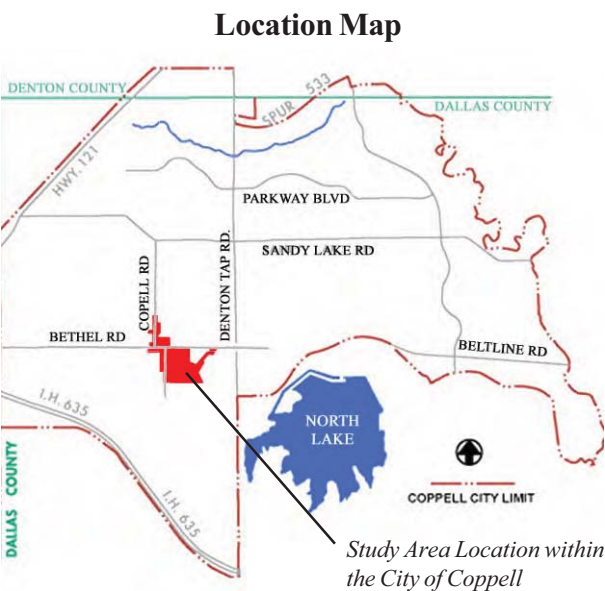 Location Map
DENTON COUNTY
SPUR 533
DALLAS COUNTY
HWY. 121
PARKWAY BLVD
SANDY LAKE RD
COPELL RD
DENTON TAP RD.
BETHEL RD
BELTLINE RD
I.H. 635
NORTH
LAKE
DALLAS COUNTY
I.H. 635
COPPELL CITY LIMIT
Study Area Location within
the City of Coppell